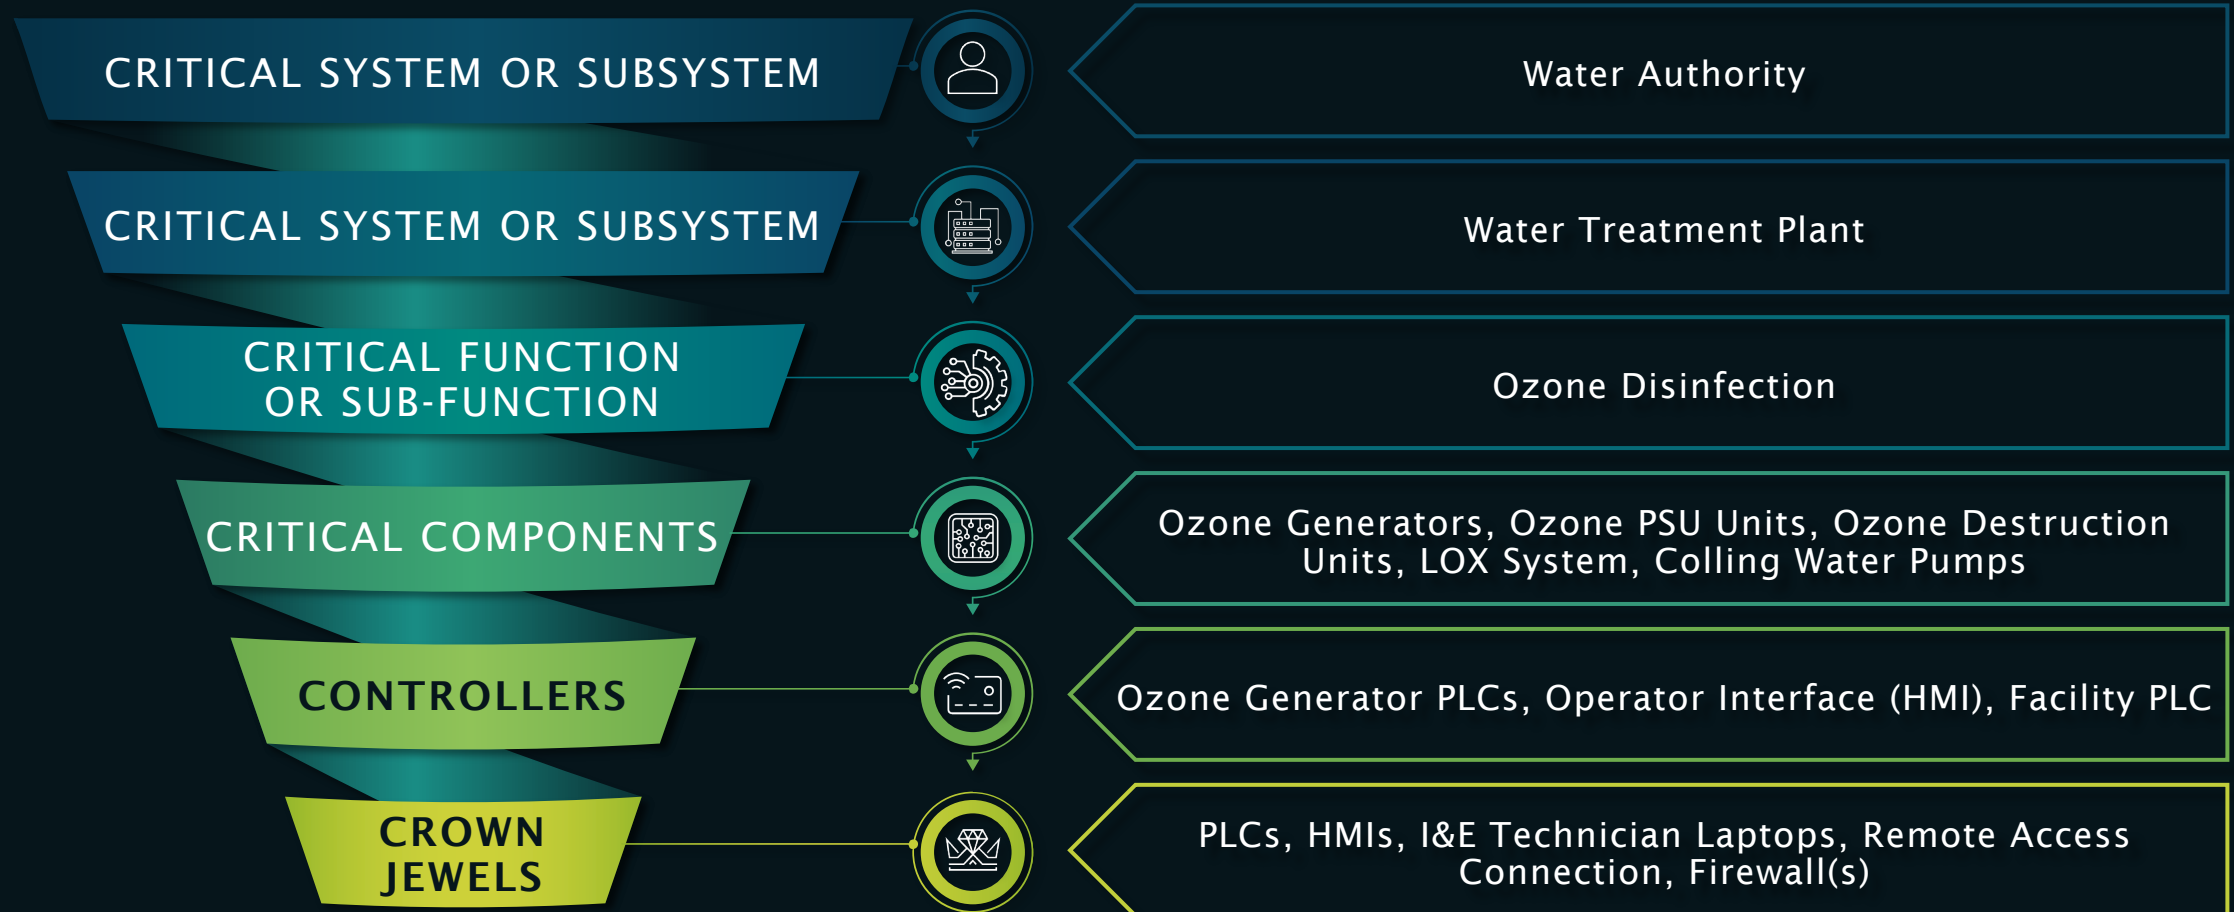 CRITICAL SYSTEM OR SUBSYSTEM
Water Authority
CRITICAL SYSTEM OR SUBSYSTEM
Water Treatment Plant
CRITICAL FUNCTION
OR SUB-FUNCTION
Ozone Disinfection
CRITICAL COMPONENTS
Ozone Generators, Ozone PSU Units, Ozone Destruction
Units, LOX System, Colling Water Pumps
CONTROLLERS
Ozone Generator PLCs, Operator Interface (HMI), Facility PLC
CROWN
JEWELS
PLCs, HMIs, I&E Technician Laptops, Remote Access
Connection, Firewall(s)